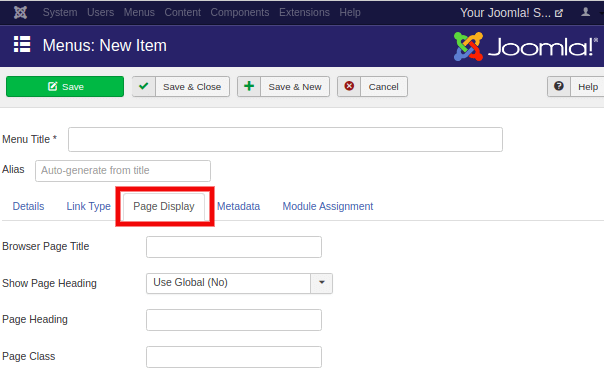 System Users Menus Content Components Extensions Help Your Joomla! S...
Menus: New Item Joomla!®
Save Save & Close Save & New Cancel Help
Menu Title *
Alias Auto-generate from title
Details Link Type Page Display Metadata Module Assignment
Browser Page Title
Show Page Heading Use Global (No)
Page Heading
Page Class